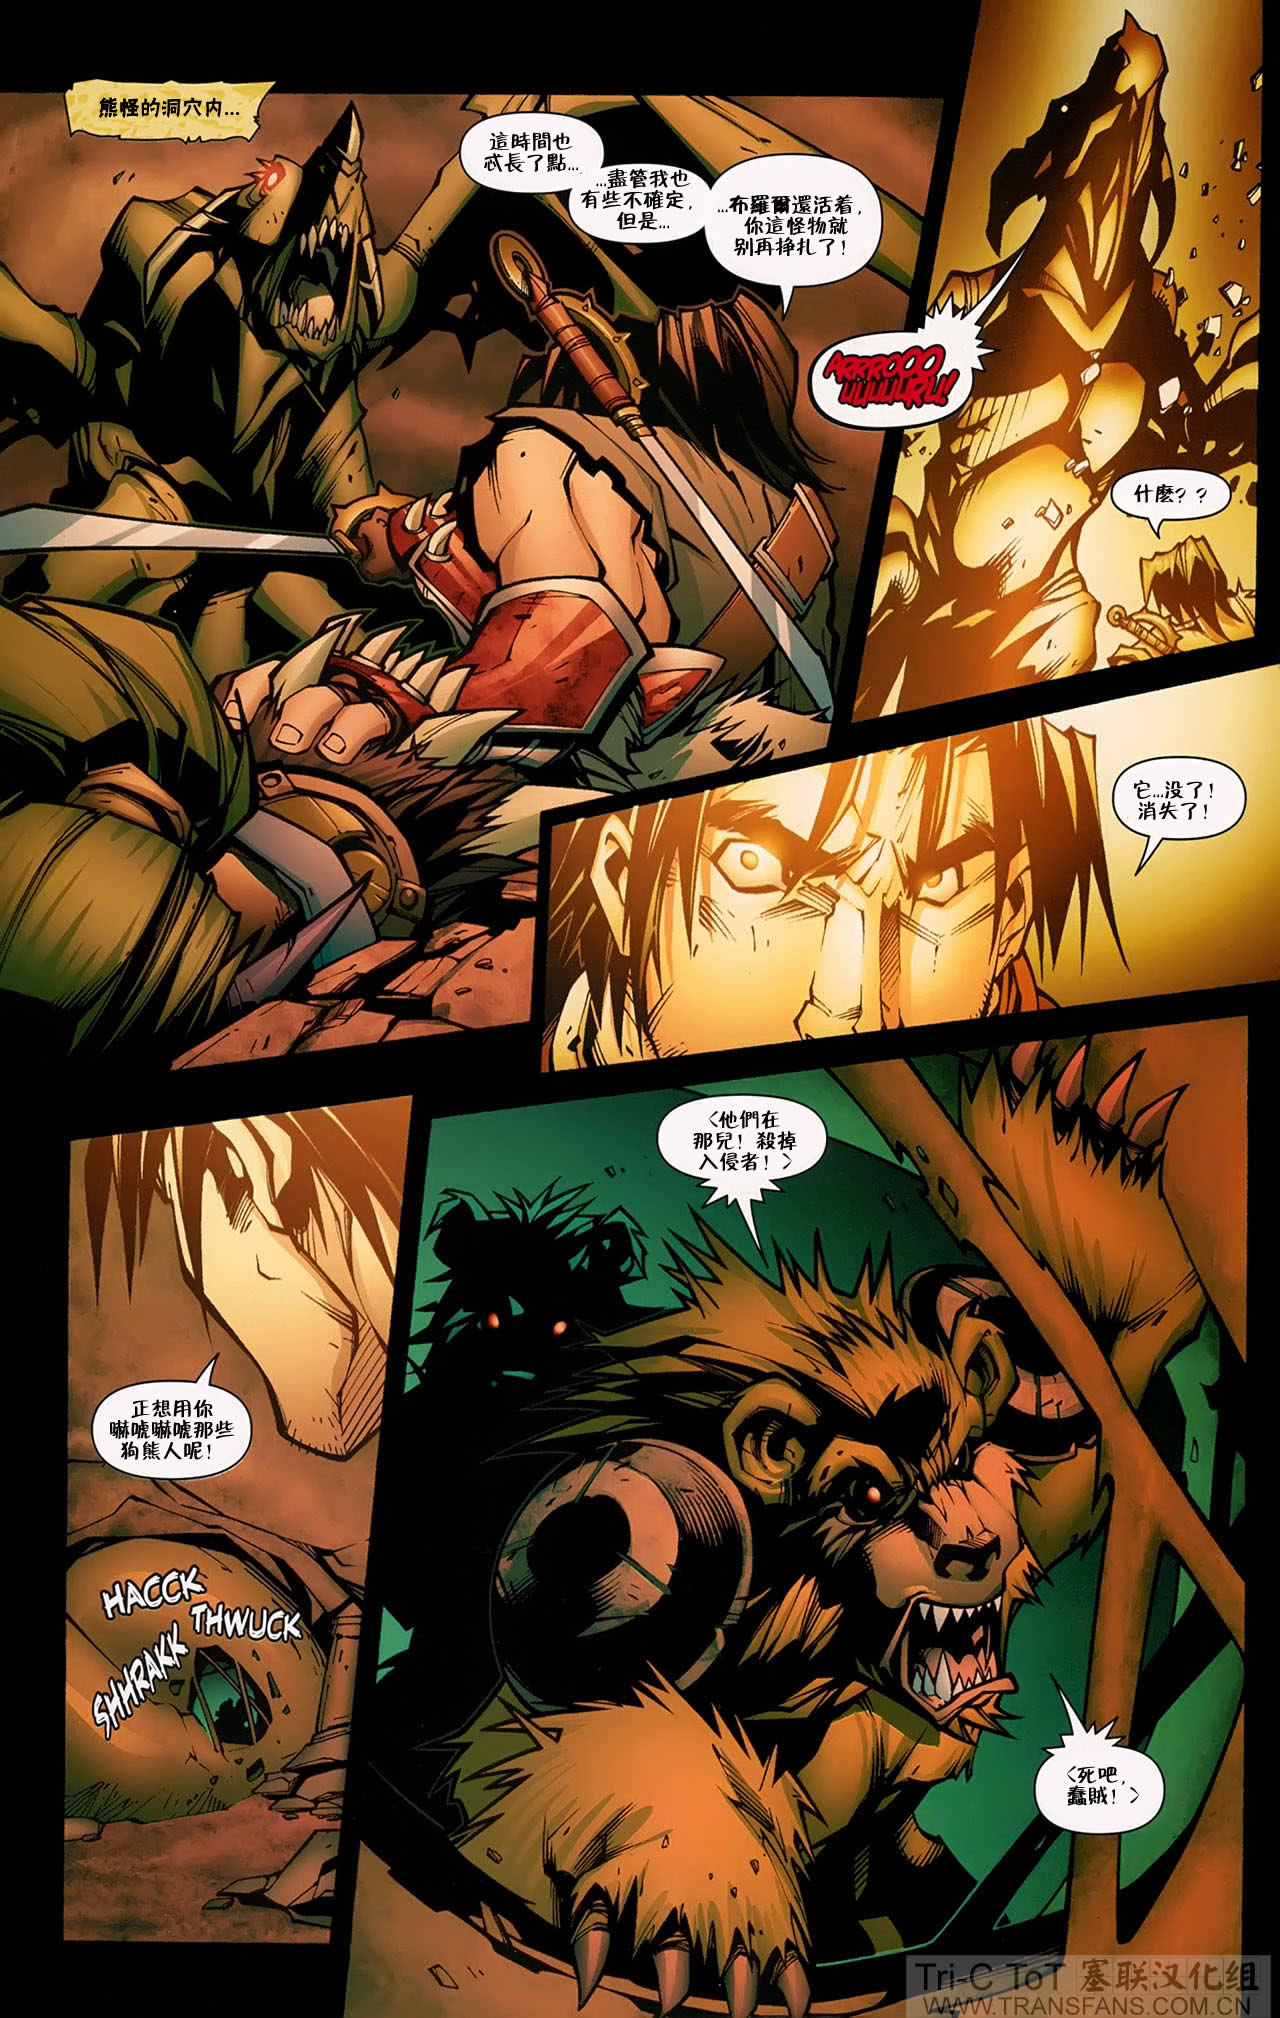 熊怪的洞穴内...
這時間也
忒長了點...
...盡管我也
有些不確定,
但是...
...布羅爾還活着,
你這怪物就
别再挣扎了!
ARRROOO
UUUUURU!
什麽? ?
它...没了!
消失了!
正想用你
嚇唬嚇唬那些
狗熊人呢!
HACCK
THWUCK
SHHRAKK
<他們在
那兒! 殺掉
入侵者! >
<死吧,
蠢賊! >
Tri-C ToT 塞联汉化组
WWW.TRANSFANS.COM.CN